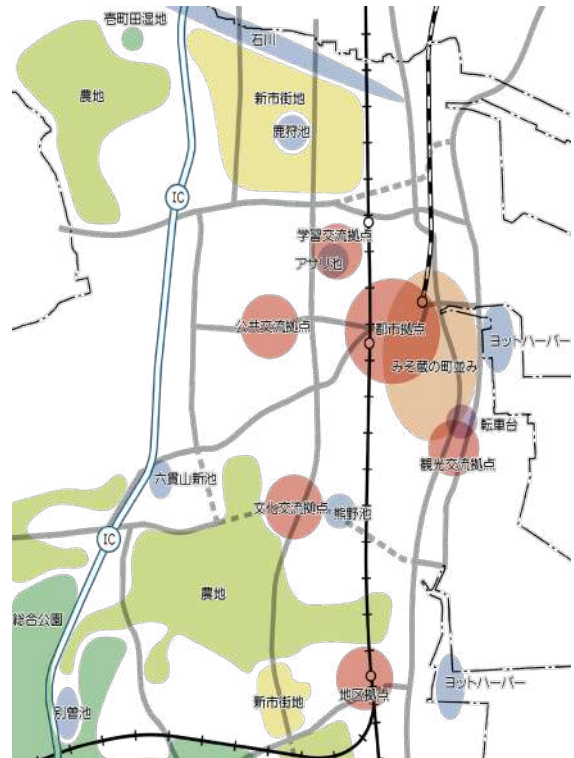 壱町田湿地
石川
農地
新市街地
鹿狩池
IC
学習交流拠点
アサリ池
公共交流拠点
都市拠点
ヨットハーバー
みそ蔵の町並み
転車台
観光交流拠点
六貫山新池
文化交流拠点
熊野池
IC
農地
総合公園
ヨットハーバー
地区拠点
新市街地
別曽池